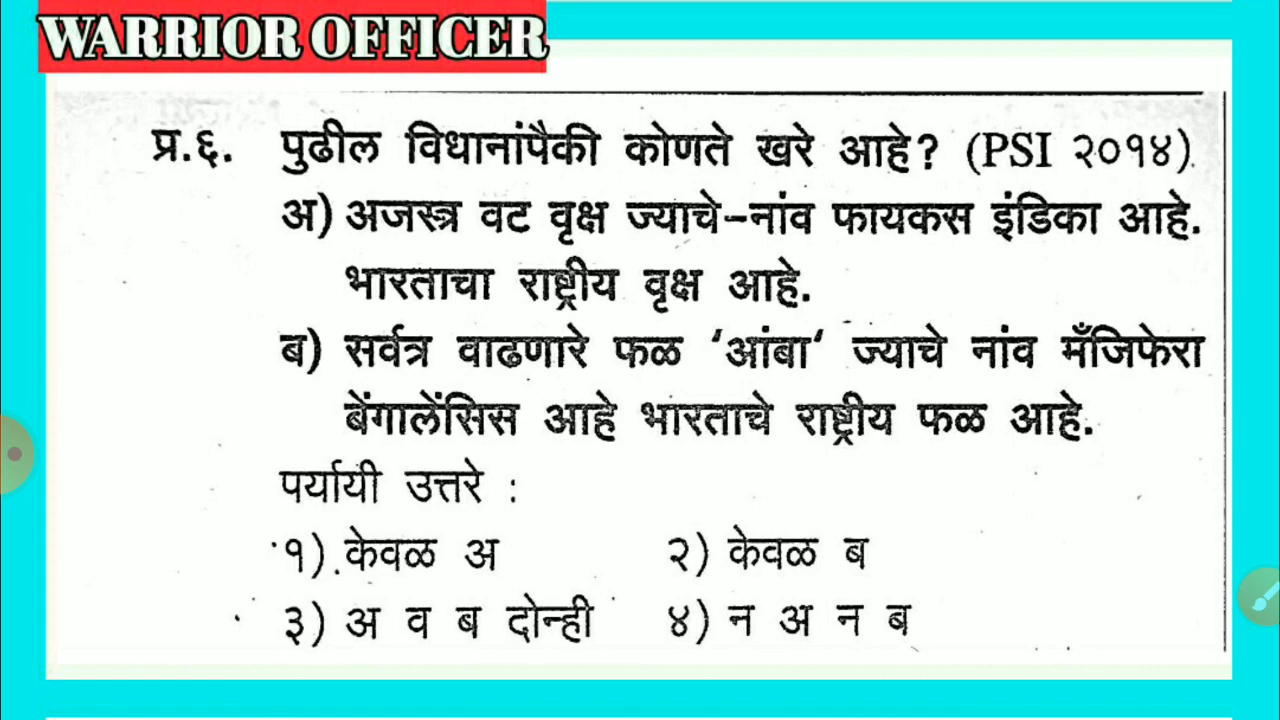 WARRIOR OFFICER
प्र.६. पुढील विधानांपैकी कोणते खरे आहे? (PSI २०१४).
अ) अजस्त्र वट वृक्ष ज्याचे-नांव फायकस इंडिका आहे.
भारताचा राष्ट्रीय वृक्ष आहे.
ब) सर्वत्र वाढणारे फळ ‘आंबा‘ ज्याचे नांव मँजिफेरा
बेंगालेंसिस आहे भारताचे राष्ट्रीय फळ आहे.
पर्यायी उत्तरे :
१) केवळ अ २) केवळ ब
३) अ व ब दोन्ही ४) न अ न ब